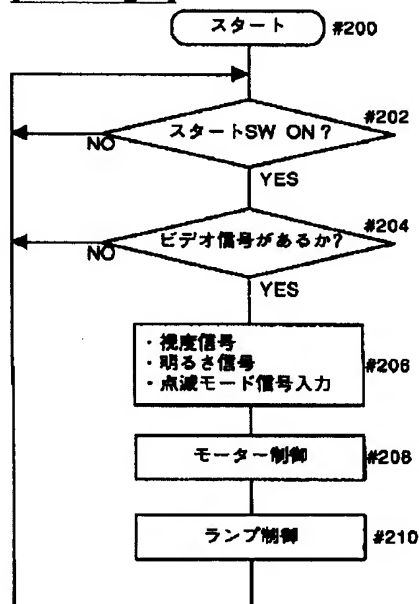 スタート #200
スタートSW ON? #202
NO
YES
ビデオ信号があるか? #204
NO
YES
・視度信号
・明るさ信号
・点滅モード信号入力
#206
モーター制御 #208
ランプ制御 #210